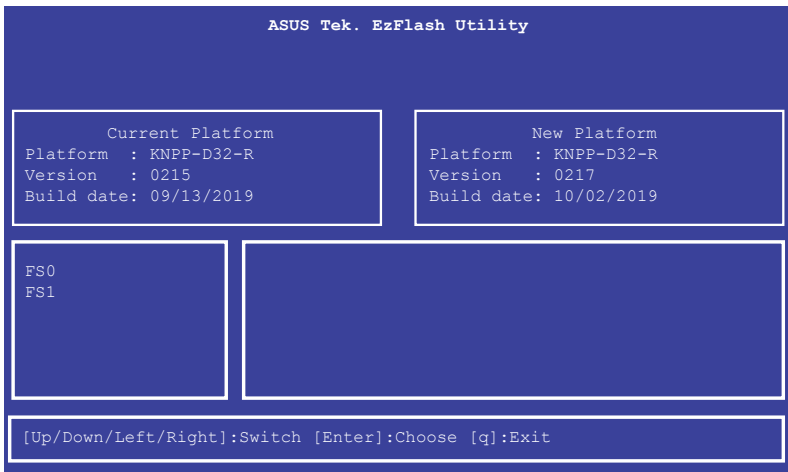 ASUS Tek. EzFlash Utility
Current Platform
Platform  : KNPP-D32-R
Version   : 0215
Build date: 09/13/2019
New Platform
Platform  : KNPP-D32-R
Version   : 0217
Build date: 10/02/2019
FS0
FS1
[Up/Down/Left/Right]:Switch [Enter]:Choose [q]:Exit